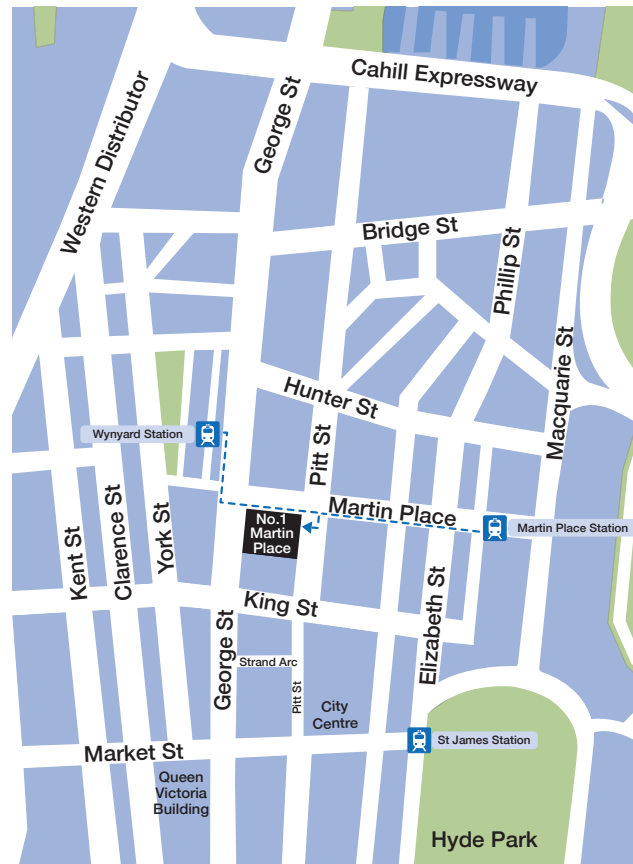 Cahill Expressway
Western Distributor
George St
Bridge St
Phillip St
Macquarie St
Hunter St
Wynyard Station
Pitt St
Martin Place
Martin Place Station
No.1
Martin
Place
Kent St
Clarence St
York St
King St
Elizabeth St
George St
Strand Arc
Pitt St
City
Centre
St James Station
Market St
Queen
Victoria
Building
Hyde Park